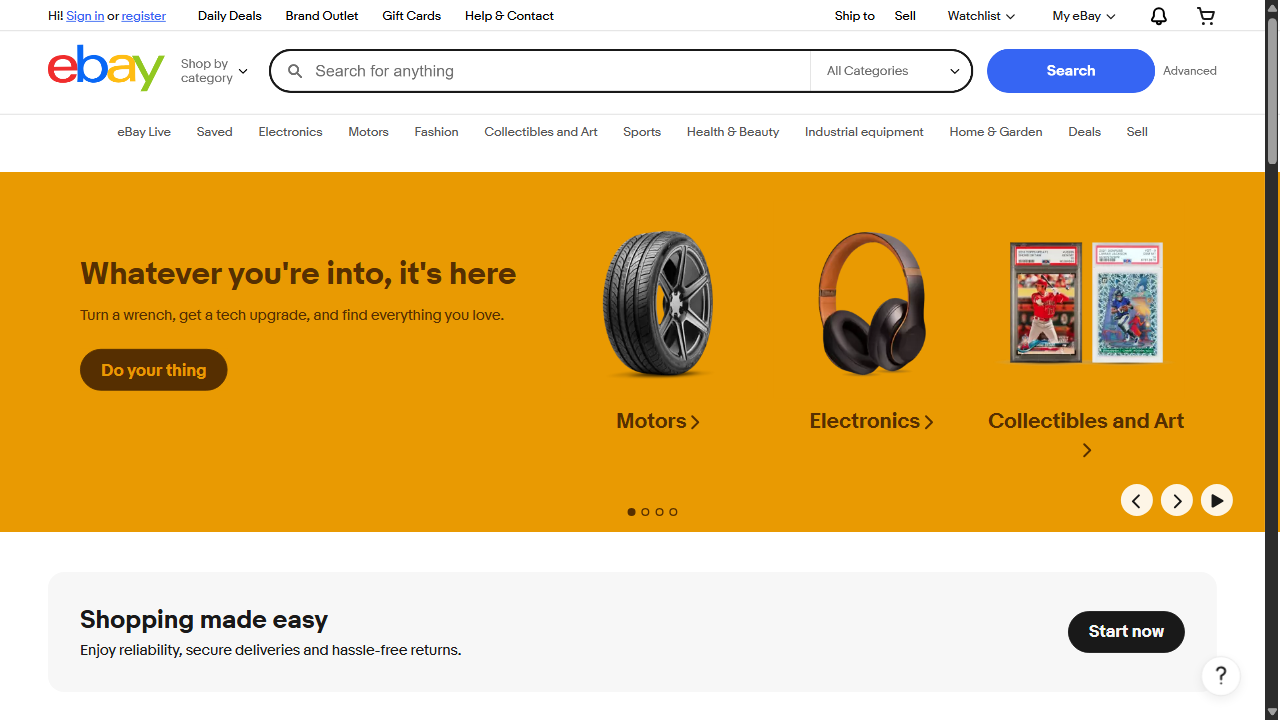 Hi! Sign in or register
Daily Deals
Brand Outlet
Gift Cards
Help & Contact
Ship to
Sell
Watchlist
My eBay
ebay
Shop by
category
Search for anything
All Categories
Search
Advanced
eBay Live
Saved
Electronics
Motors
Fashion
Collectibles and Art
Sports
Health & Beauty
Industrial equipment
Home & Garden
Deals
Sell
Whatever you're into, it's here
Turn a wrench, get a tech upgrade, and find everything you love.
Do your thing
Motors
Electronics
Collectibles and Art
Shopping made easy
Enjoy reliability, secure deliveries and hassle-free returns.
Start now
?